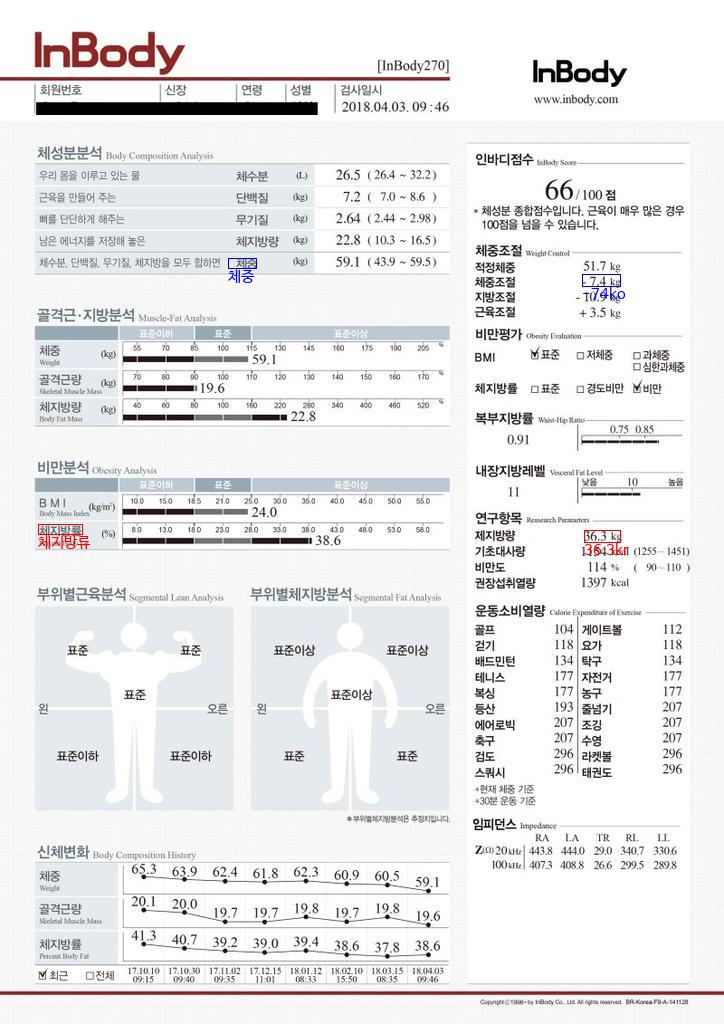 InBody
[InBody270]
InBody
www.inbody.com
회원번호 신장 연령 성별 검사일시
2018.04.03. 09:46
체성분분석 Body Composition Analysis
우리 몸을 이루고 있는 물 체수분 (L) 26.5 ( 26.4 ~ 32.2 )
근육을 만들어 주는 단백질 (kg) 7.2 ( 7.0 ~ 8.6 )
뼈를 단단하게 해주는 무기질 (kg) 2.64 ( 2.44 ~ 2.98 )
남은 에너지를 저장해 놓은 체지방량 (kg) 22.8 ( 10.3 ~ 16.5 )
체수분, 단백질, 무기질, 체지방을 모두 합하면 체중 (kg) 59.1 ( 43.9 ~ 59.5 )
체중
골격근·지방분석 Muscle-Fat Analysis
표준이하 표준 표준이상
체중 (kg) 55 70 85 100 115 130 145 160 175 190 205 %
Weight 59.1
골격근량 (kg) 70 80 90 100 110 120 130 140 150 160 170 %
Skeletal Muscle Mass 19.6
체지방량 (kg) 40 60 80 100 160 220 280 340 400 460 520 %
Body Fat Mass 22.8
비만분석 Obesity Analysis
표준이하 표준 표준이상
BMI (kg/m²) 10.0 15.0 18.5 21.0 25.0 30.0 35.0 40.0 45.0 50.0 55.0
Body Mass Index 24.0
체지방률 (%) 8.0 13.0 18.0 23.0 28.0 33.0 38.0 43.0 48.0 53.0 58.0
체지방류 38.6
부위별근육분석 Segmental Lean Analysis
표준 표준
표준
왼 오른
표준이하 표준이하
부위별체지방분석 Segmental Fat Analysis
표준이상 표준이상
표준이상
왼 오른
표준 표준
* 부위별체지방분석은 추정치입니다.
신체변화 Body Composition History
체중 65.3 63.9 62.4 61.8 62.3 60.9 60.5 59.1
Weight
골격근량 20.1 20.0 19.7 19.7 19.8 19.7 19.8 19.6
Skeletal Muscle Mass
체지방률 41.3 40.7 39.2 39.0 39.4 38.6 37.8 38.6
Percent Body Fat
최근 전체 17.10.10 17.10.30 17.11.02 17.12.15 18.01.12 18.02.10 18.03.15 18.04.03
09:15 09:40 09:35 11:01 08:33 15:50 08:35 09:46
인바디점수 InBody Score
66/100 점
* 체성분 종합점수입니다. 근육이 매우 많은 경우
100점을 넘을 수 있습니다.
체중조절 Weight Control
적정체중 51.7 kg
체중조절 - 7.4 kg
-74ko
지방조절 - 10.9 kg
근육조절 + 3.5 kg
비만평가 Obesity Evaluation
BMI 표준 저체중 과체중
심한과체중
체지방률 표준 경도비만 비만
복부지방률 Waist-Hip Ratio
0.91 0.75 0.85
내장지방레벨 Visceral Fat Level
11 낮음 10 높음
연구항목 Research Parameters
제지방량 36.3 kg
기초대사량 (1255 ~ 1451)
비만도 114 % ( 90 ~ 110 )
권장섭취열량 1397 kcal
운동소비열량 Calorie Expenditure of Exercise
골프 104 게이트볼 112
걷기 118 요가 118
배드민턴 134 탁구 134
테니스 177 자전거 177
복싱 177 농구 177
등산 193 줄넘기 207
에어로빅 207 조깅 207
축구 207 수영 207
검도 296 라켓볼 296
스쿼시 296 태권도 296
*현재 체중 기준
*30분 운동 기준
임피던스 Impedance
RA LA TR RL LL
Z(Ω) 20kHz 443.8 444.0 29.0 340.7 330.6
100kHz 407.3 408.8 26.6 299.5 289.8
Copyright©1996~ by InBody Co., Ltd. All rights reserved. BR-Korea-F9-A-141128